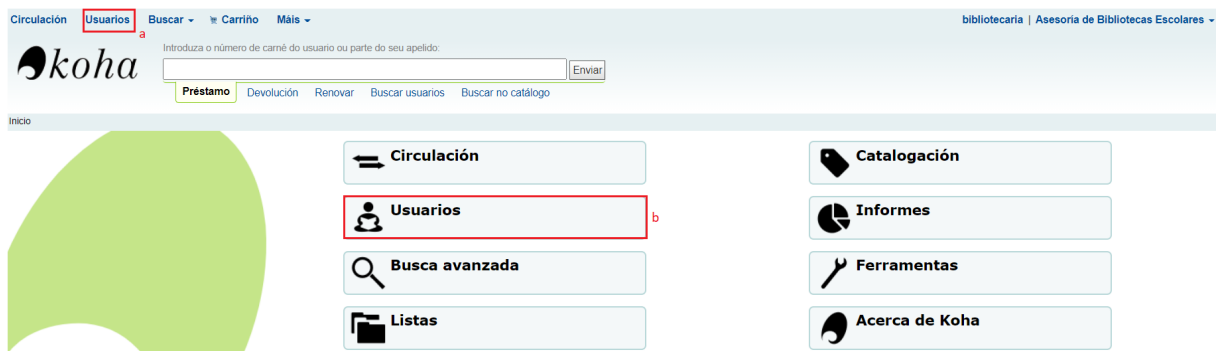 Circulación Usuarios Buscar Carriño Máis bibliotecaria | Asesoria de Bibliotecas Escolares
a
koha
Introduza o número de carné do usuario ou parte do seu apelido:
Enviar
Préstamo Devolución Renovar Buscar usuarios Buscar no catálogo
Inicio
Circulación Catalogación
Usuarios b Informes
Busca avanzada Ferramentas
Listas Acerca de Koha